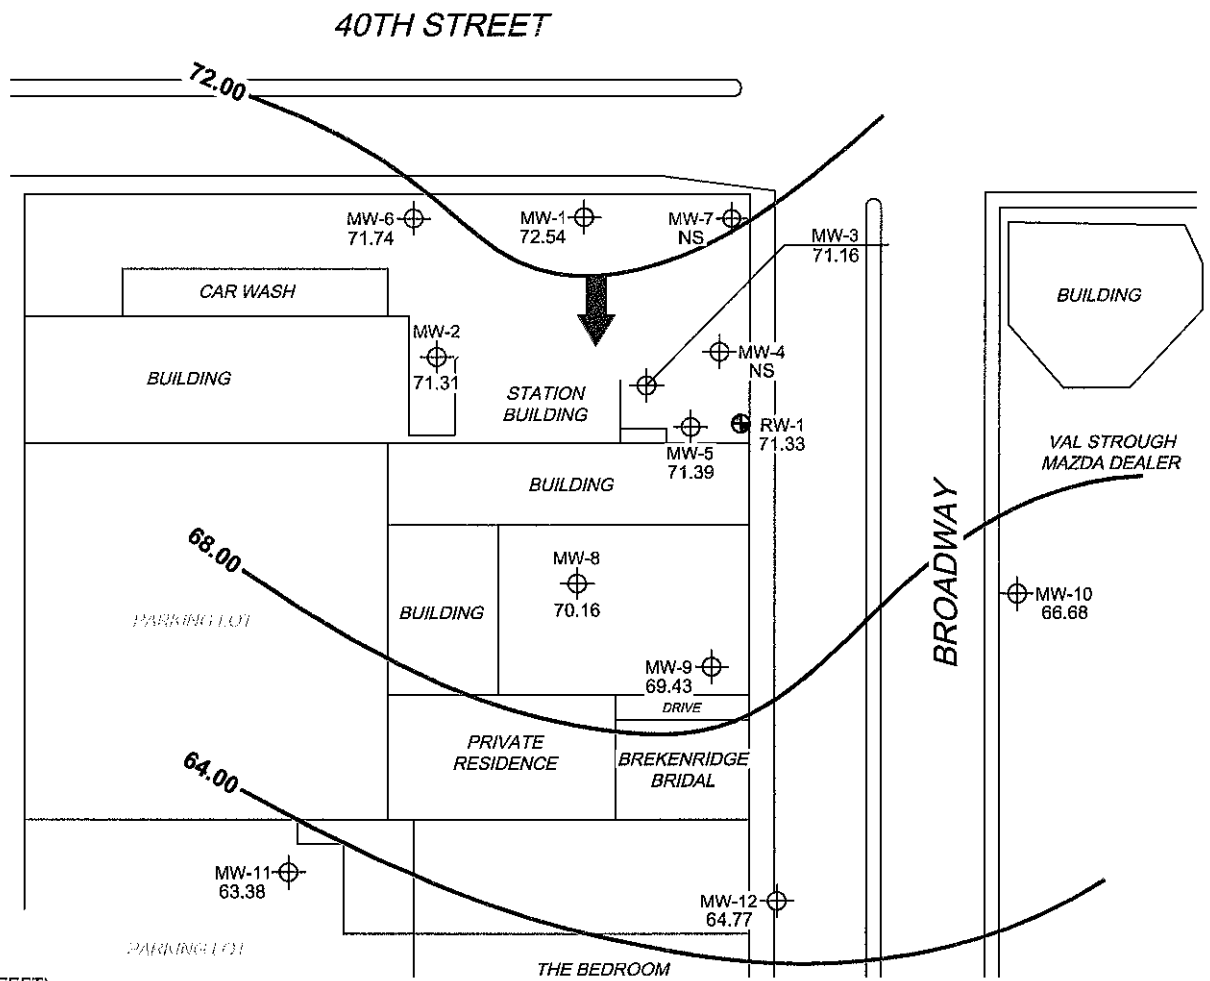 40TH STREET
72.00
MW-6
71.74
MW-1
72.54
MW-7
NS
MW-3
71.16
CAR WASH
BUILDING
MW-2
71.31
MW-4
NS
BUILDING
STATION
BUILDING
RW-1
71.33
MW-5
71.39
VAL STROUGH
MAZDA DEALER
BUILDING
BROADWAY
68.00
MW-8
70.16
MW-10
66.68
BUILDING
PARKING LOT
MW-9
69.43
DRIVE
PRIVATE
RESIDENCE
BREKENRIDGE
BRIDAL
64.00
MW-11
63.38
MW-12
64.77
PARKING LOT
THE BEDROOM